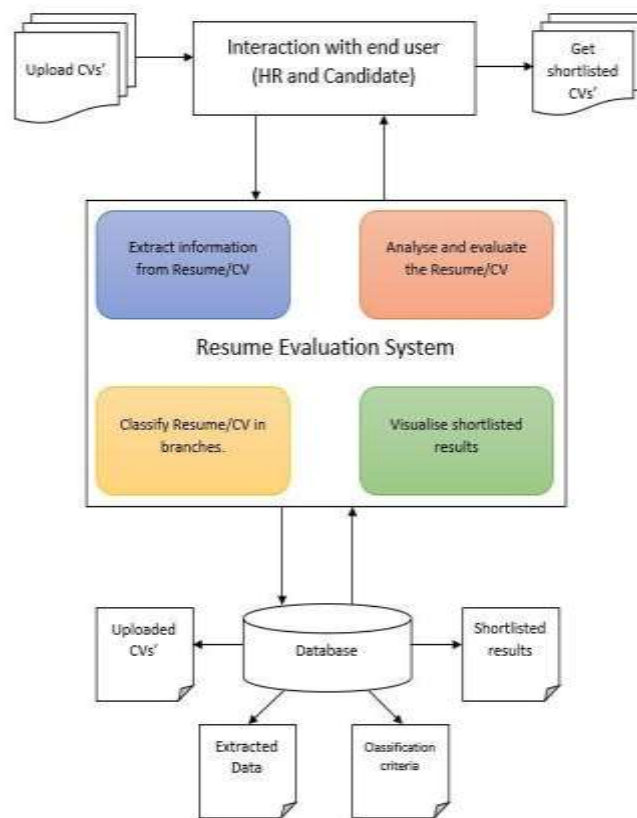 Upload CVs'
Interaction with end user
(HR and Candidate)
Get
shortlisted
CVs'
Extract information
from Resume/CV
Analyse and evaluate
the Resume/CV
Resume Evaluation System
Classify Resume/CV in
branches.
Visualise shortlisted
results
Uploaded
CVs'
Database
Shortlisted
results
Extracted
Data
Classification
criteria